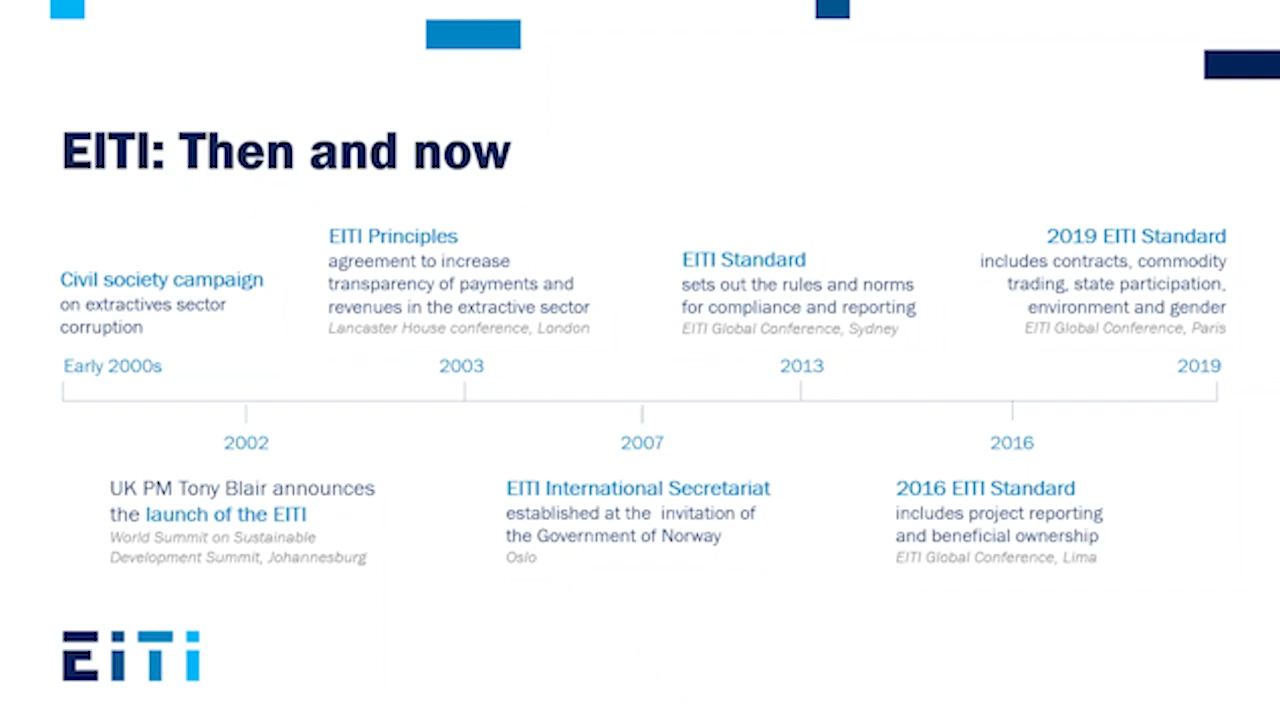 EITI: Then and now
Civil society campaign
on extractives sector
corruption
Early 2000s
EITI Principles
agreement to increase
transparency of payments and
revenues in the extractive sector
Lancaster House conference, London
2003
EITI Standard
sets out the rules and norms
for compliance and reporting
EITI Global Conference, Sydney
2013
2019 EITI Standard
includes contracts, commodity
trading, state participation,
environment and gender
EITI Global Conference, Paris
2019
2002
UK PM Tony Blair announces
the launch of the EITI
World Summit on Sustainable
Development Summit, Johannesburg
2007
EITI International Secretariat
established at the  invitation of
the Government of Norway
Oslo
2016
2016 EITI Standard
includes project reporting
and beneficial ownership
EITI Global Conference, Lima
EITI